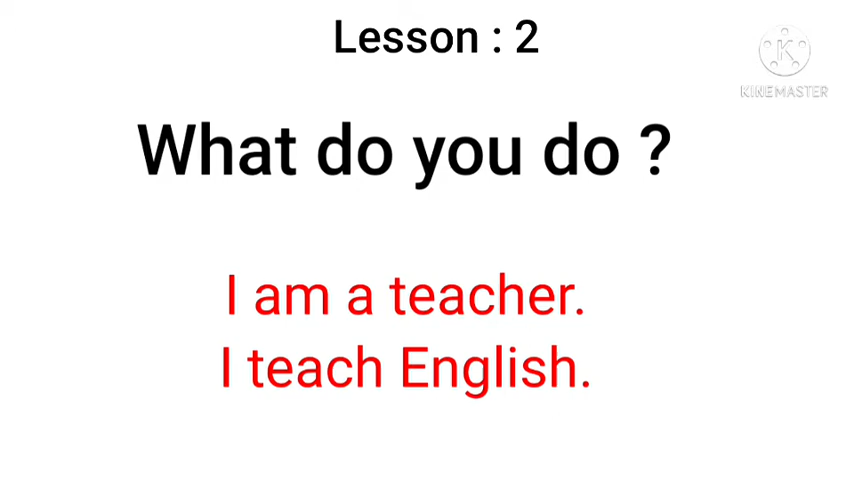 Lesson : 2
KINEMASTER
What do you do ?
I am a teacher.
I teach English.